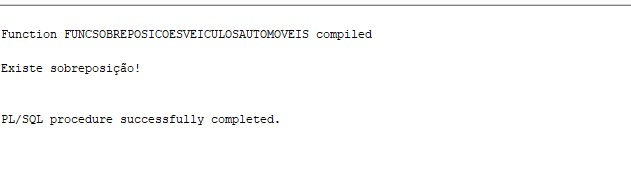 Function FUNCSOBREPOSICOESVEICULOSAUTOMOVEIS compiled
Existe sobreposição!
PL/SQL procedure successfully completed.